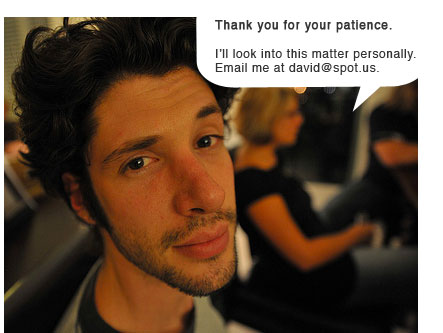 Thank you for your patience.
I'll look into this matter personally.
Email me at david@spot.us.